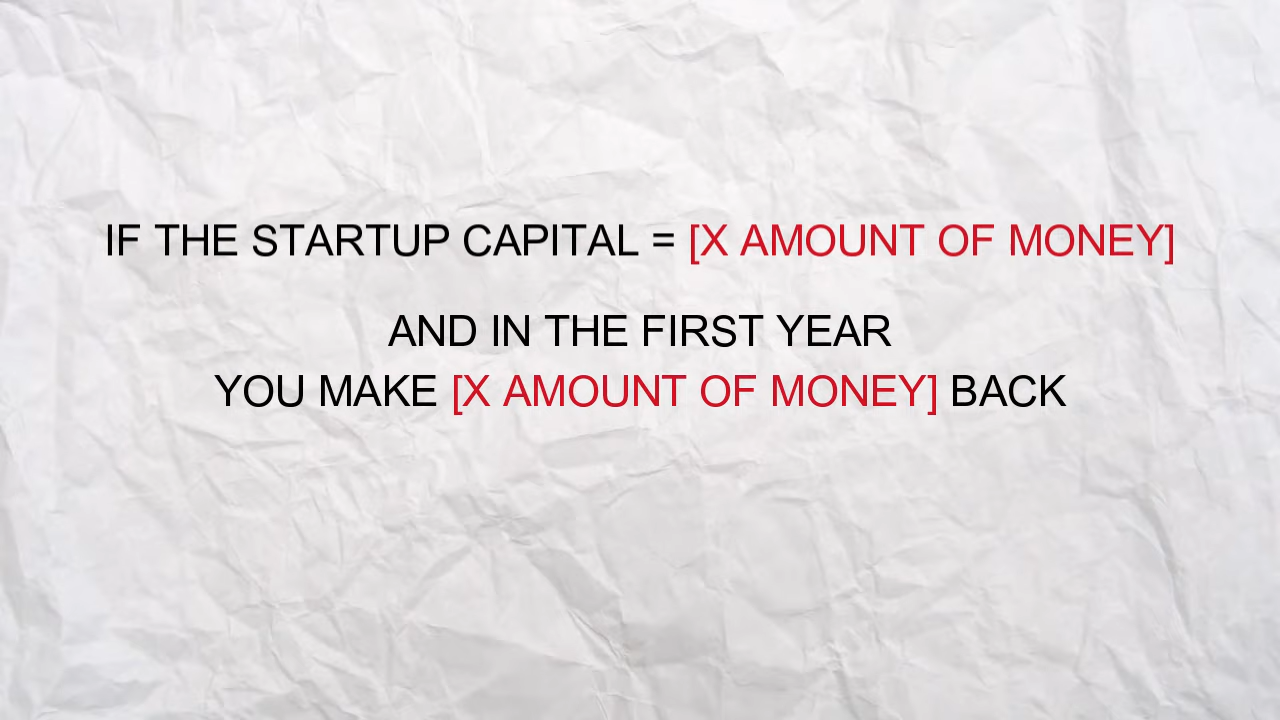 IF THE STARTUP CAPITAL = [X AMOUNT OF MONEY]
AND IN THE FIRST YEAR
YOU MAKE [X AMOUNT OF MONEY] BACK